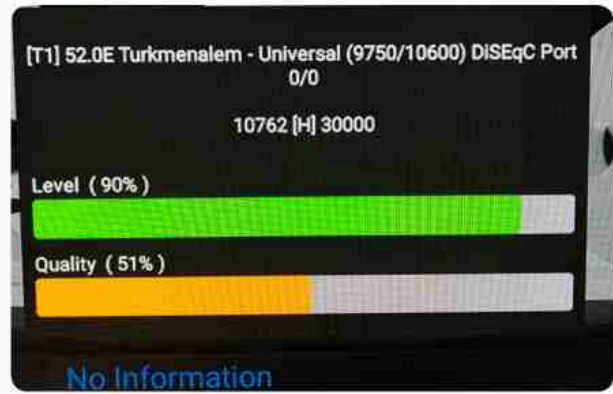 [T1] 52.0E Turkmenalem - Universal (9750/10600) DiSEqC Port
0/0
10762 [H] 30000
Level ( 90% )
Quality ( 51% )
No Information